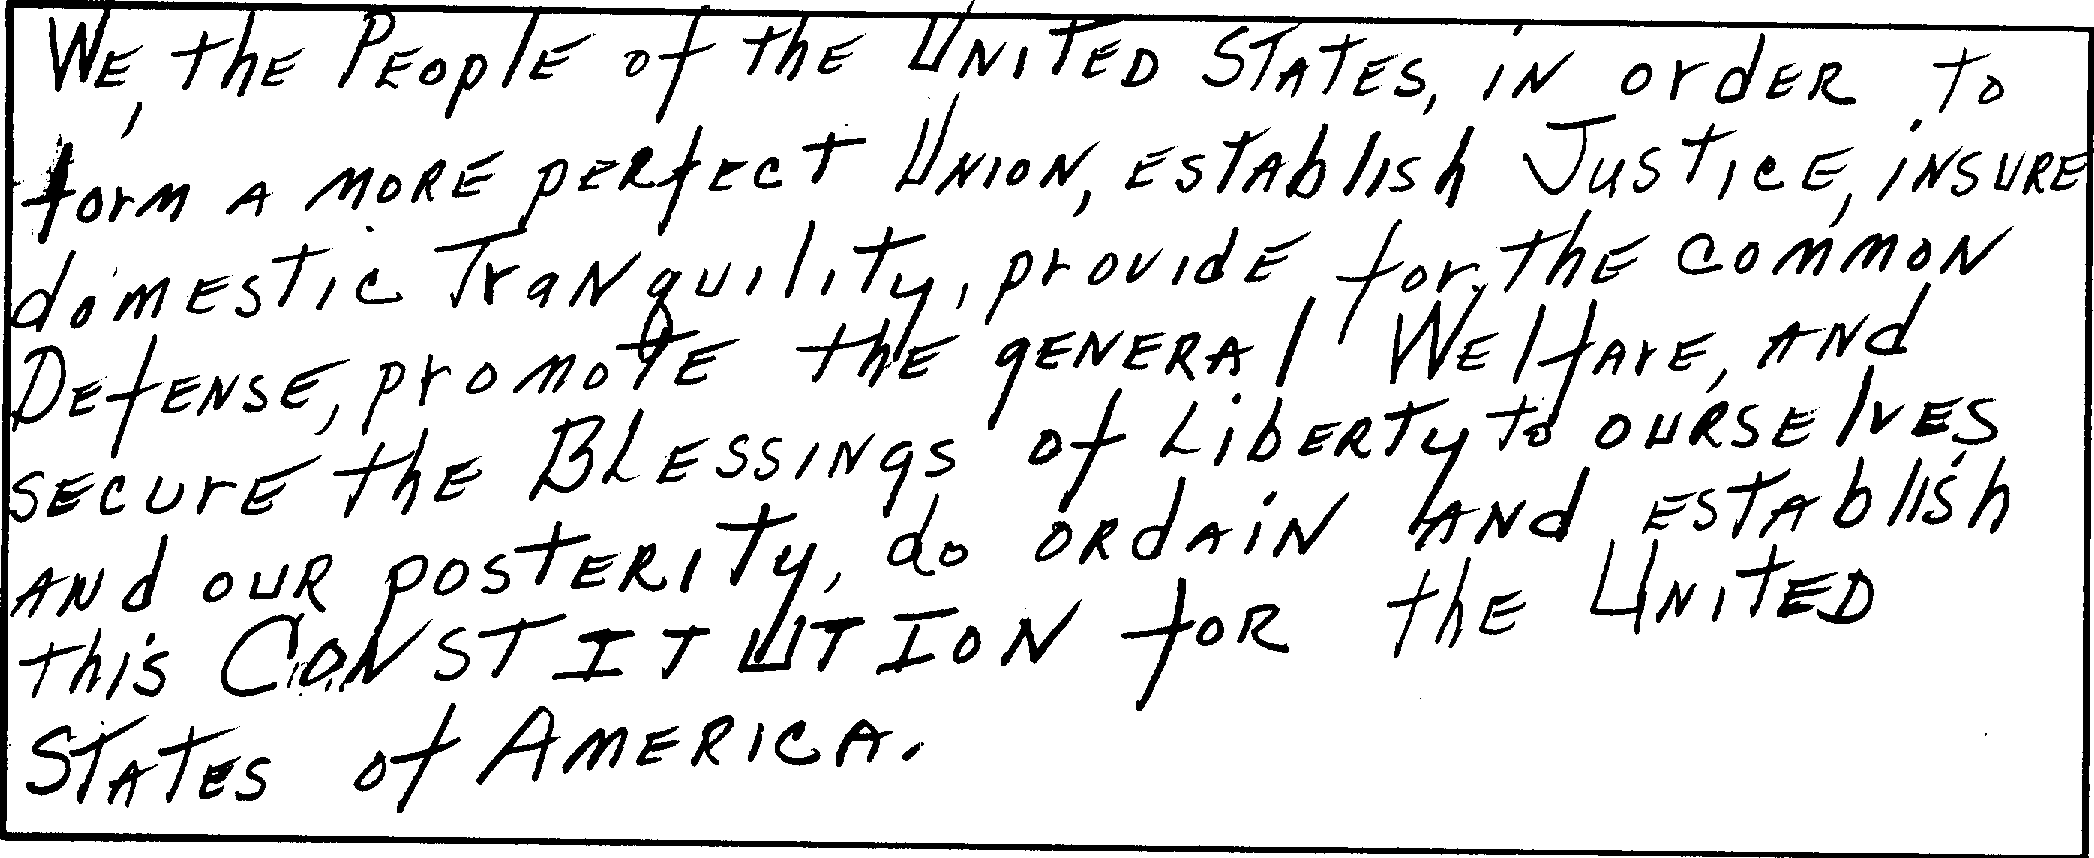 We, the People of the United States, in order to
form a more perfect Union, establish Justice, insure
domestic Tranquility, provide for the common
Defense, promote the general Welfare, and
secure the Blessings of Liberty to ourselves
and our posterity, do ordain and establish
this CONSTITUTION for the United
States of America.